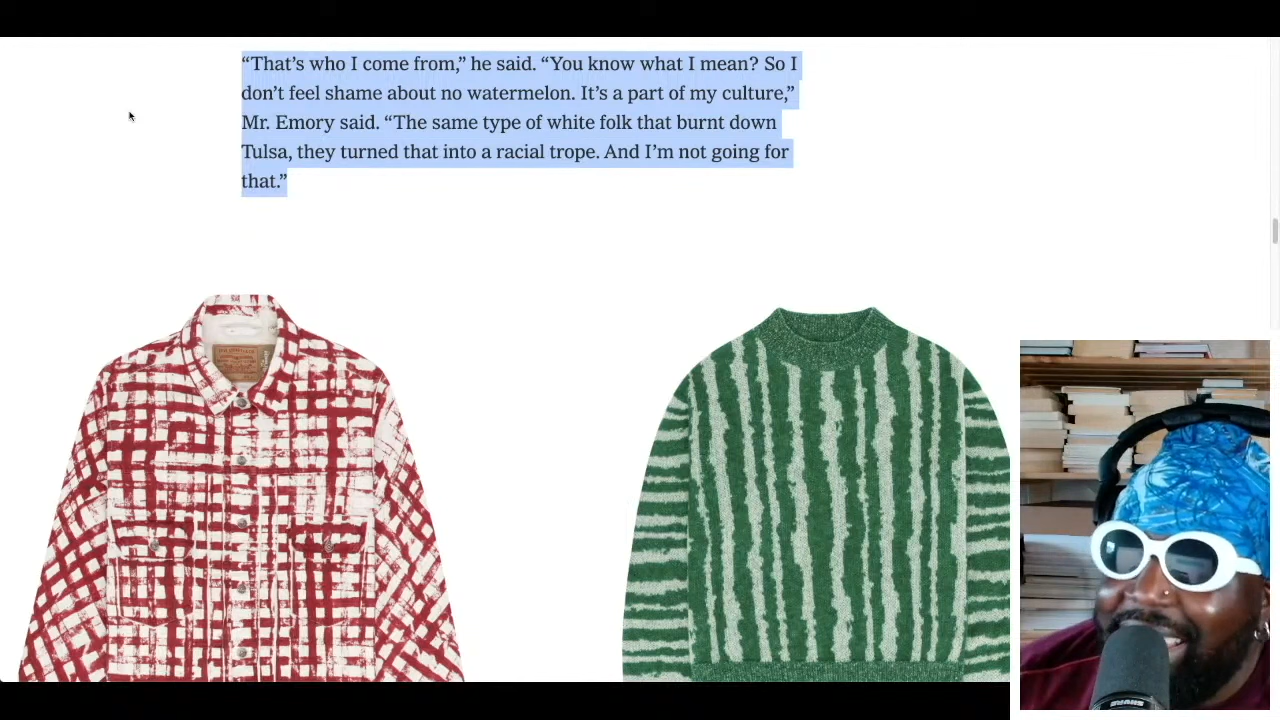 “That’s who I come from,” he said. “You know what I mean? So I
don’t feel shame about no watermelon. It’s a part of my culture,”
Mr. Emory said. “The same type of white folk that burnt down
Tulsa, they turned that into a racial trope. And I’m not going for
that.”
SHURE